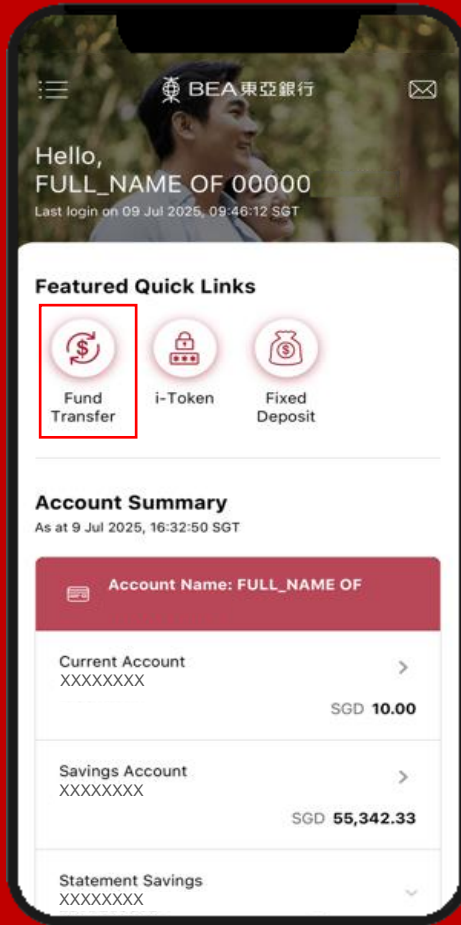 BEA東亞銀行
Hello,
FULL_NAME OF 00000
Last login on 09 Jul 2025, 09:46:12 SGT
Featured Quick Links
Fund
Transfer
i-Token
Fixed
Deposit
Account Summary
As at 9 Jul 2025, 16:32:50 SGT
Account Name: FULL_NAME OF
Current Account
XXXXXXXX
SGD 10.00
Savings Account
XXXXXXXX
SGD 55,342.33
Statement Savings
XXXXXXXX